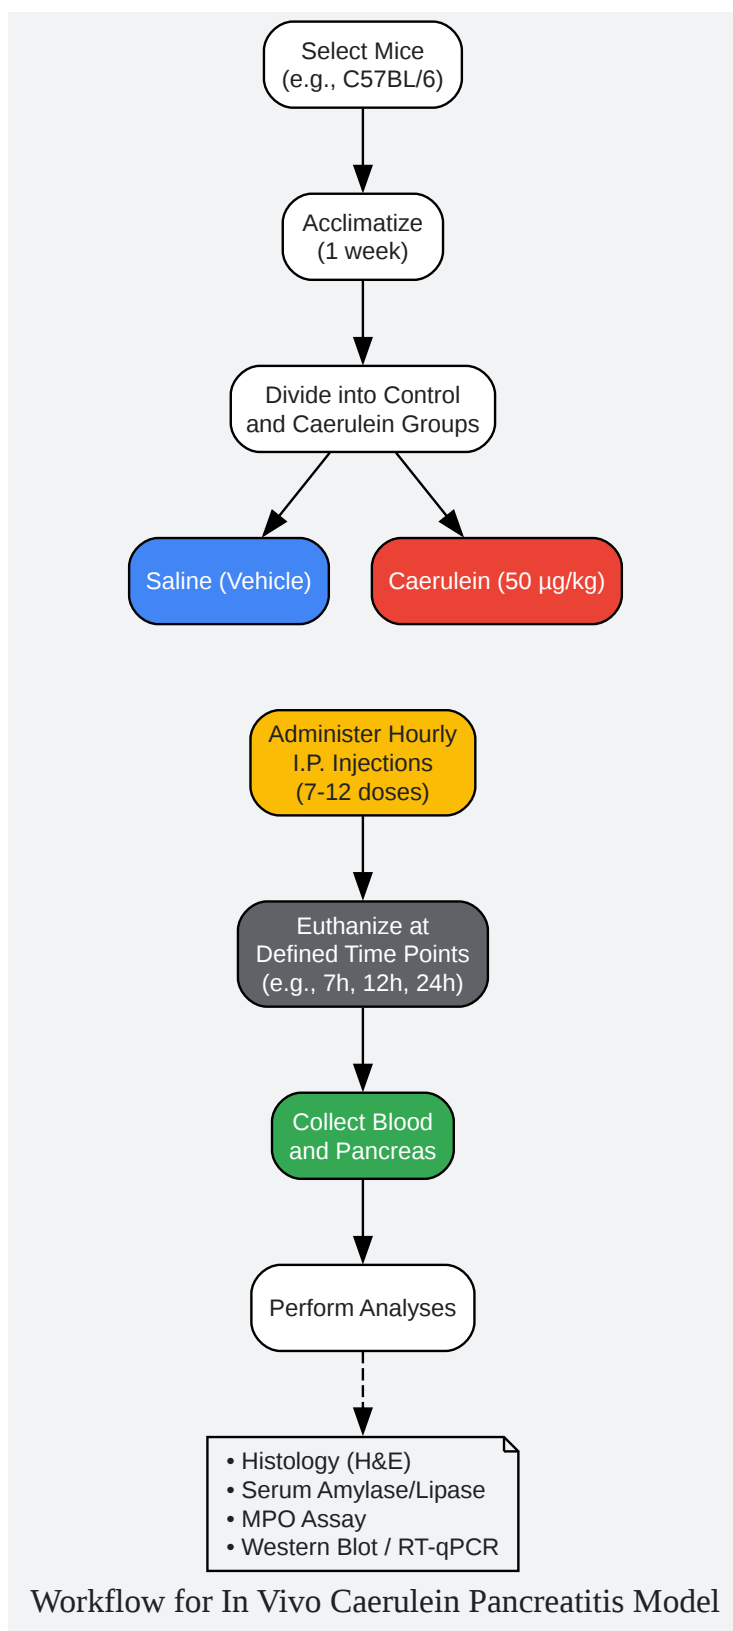 Select Mice
(e.g., C57BL/6)
Acclimatize
(1 week)
Divide into Control
and Caerulein Groups
Saline (Vehicle)
Caerulein (50 µg/kg)
Administer Hourly
I.P. Injections
(7-12 doses)
Euthanize at
Defined Time Points
(e.g., 7h, 12h, 24h)
Collect Blood
and Pancreas
Perform Analyses
• Histology (H&E)
• Serum Amylase/Lipase
• MPO Assay
• Western Blot / RT-qPCR
Workflow for In Vivo Caerulein Pancreatitis Model